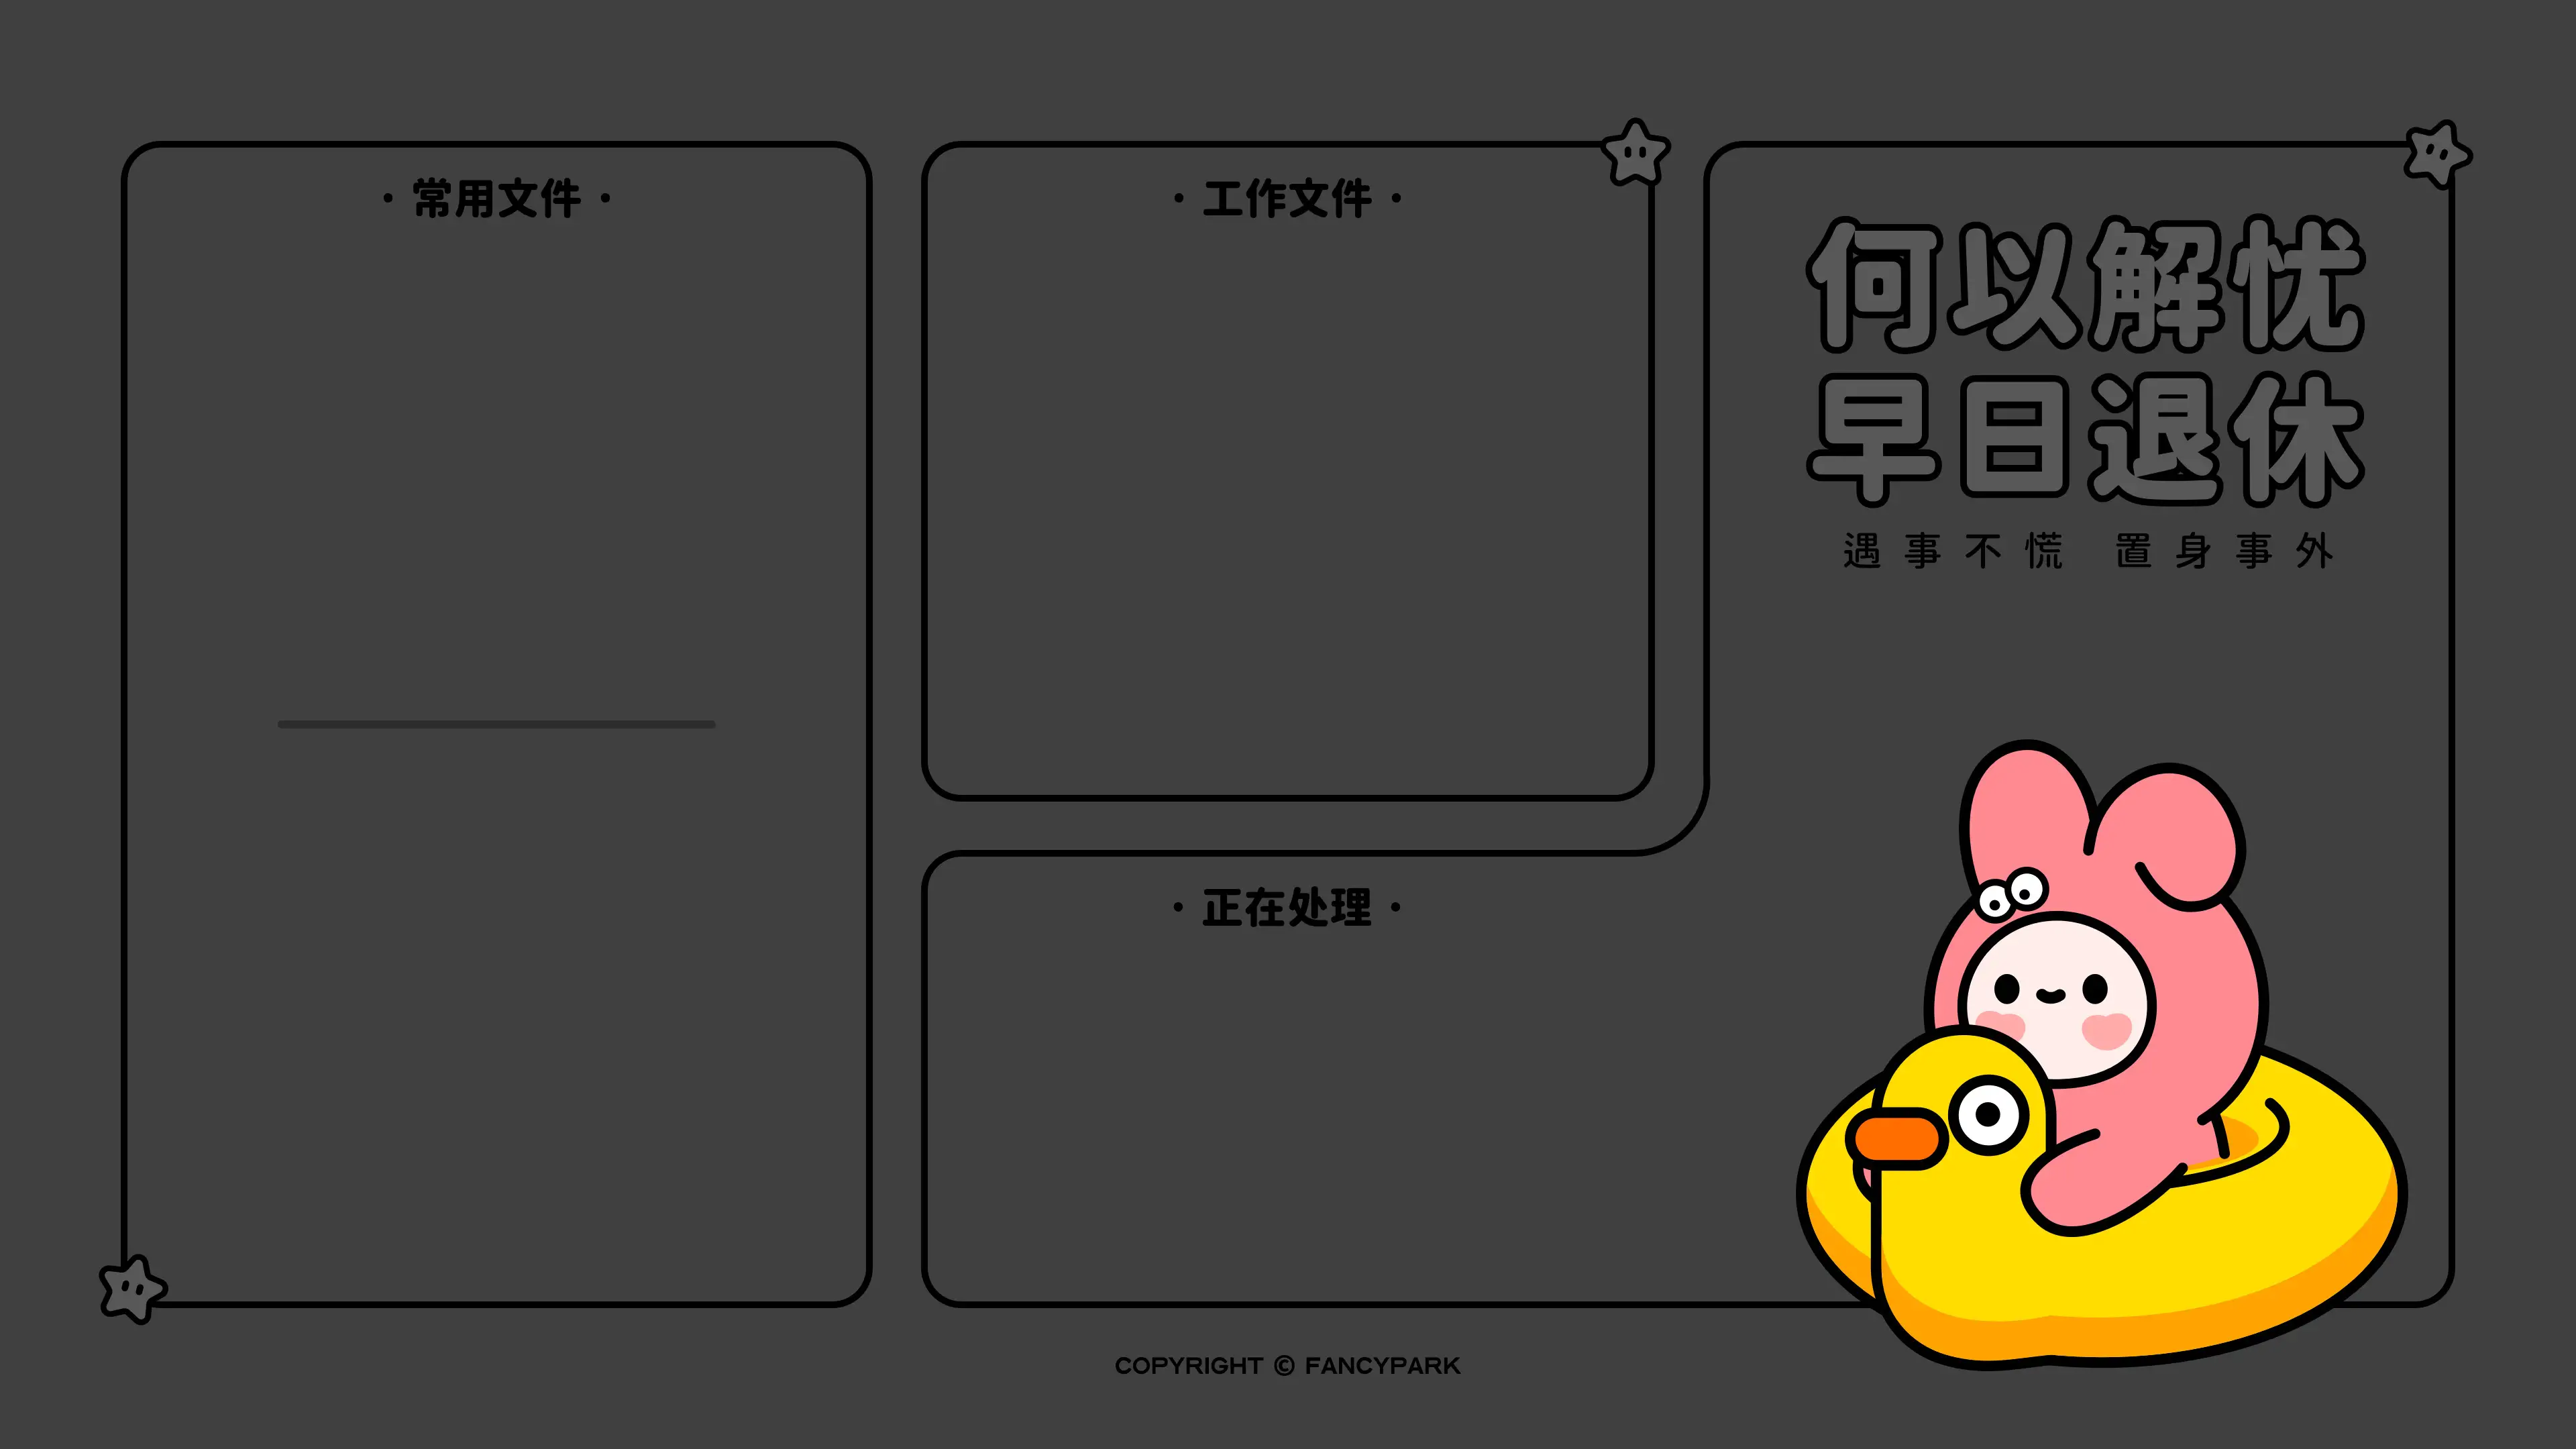 · 常用文件 ·
· 工作文件 ·
何以解忧
早日退休
遇事不慌 置身事外
· 正在处理 ·
COPYRIGHT © FANCYPARK